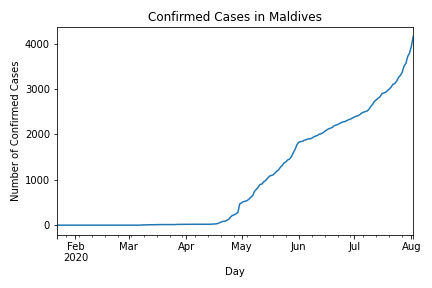 Confirmed Cases in Maldives
Number of Confirmed Cases
4000
3000
2000
1000
0
Feb
2020
Mar
Apr
May
Jun
Jul
Aug
Day